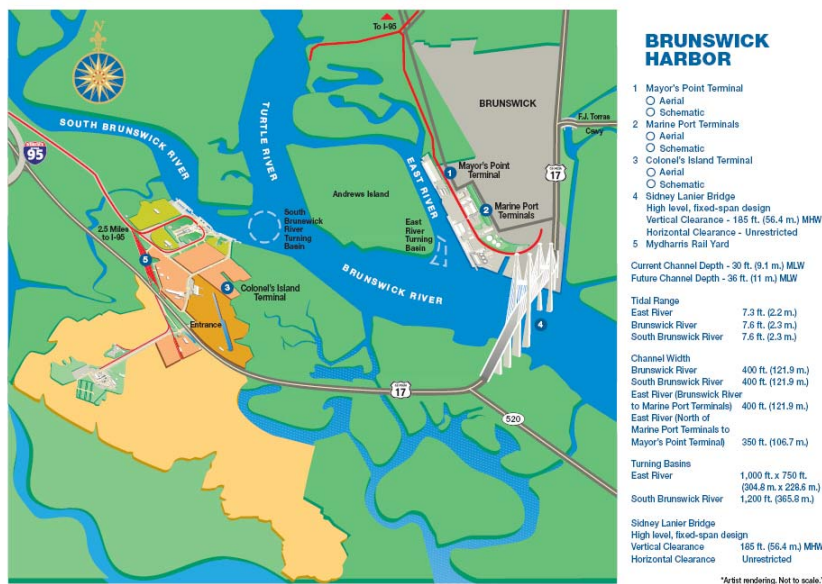 N
To I-95
SOUTH BRUNSWICK RIVER
TURTLE RIVER
BRUNSWICK
F.J. Torras
Cswy
INTERSTATE
95
EAST RIVER
1
Mayor's Point
Terminal
17
Andrews Island
2
Marine Port
Terminals
2.5 Miles
to I-95
South
Brunswick
River
Turning
Basin
East
River
Turning
Basin
5
BRUNSWICK RIVER
3
Colonel's Island
Terminal
Entrance
4
17
520
BRUNSWICK
HARBOR
1 Mayor's Point Terminal
Aerial
Schematic
2 Marine Port Terminals
Aerial
Schematic
3 Colonel's Island Terminal
Aerial
Schematic
4 Sidney Lanier Bridge
High level, fixed-span design
Vertical Clearance - 185 ft. (56.4 m.) MHW
Horizontal Clearance - Unrestricted
5 Mydharris Rail Yard
Current Channel Depth - 30 ft. (9.1 m.) MLW
Future Channel Depth - 36 ft. (11 m.) MLW
Tidal Range
East River 7.3 ft. (2.2 m.)
Brunswick River 7.6 ft. (2.3 m.)
South Brunswick River 7.6 ft. (2.3 m.)
Channel Width
Brunswick River 400 ft. (121.9 m.)
South Brunswick River 400 ft. (121.9 m.)
East River (Brunswick River
to Marine Port Terminals) 400 ft. (121.9 m.)
East River (North of
Marine Port Terminals to
Mayor's Point Terminal) 350 ft. (106.7 m.)
Turning Basins
East River 1,000 ft. x 750 ft.
(304.8 m. x 228.6 m.)
South Brunswick River 1,200 ft. (365.8 m.)
Sidney Lanier Bridge
High level, fixed-span design
Vertical Clearance 185 ft. (56.4 m.) MHW
Horizontal Clearance Unrestricted
*Artist rendering. Not to scale.